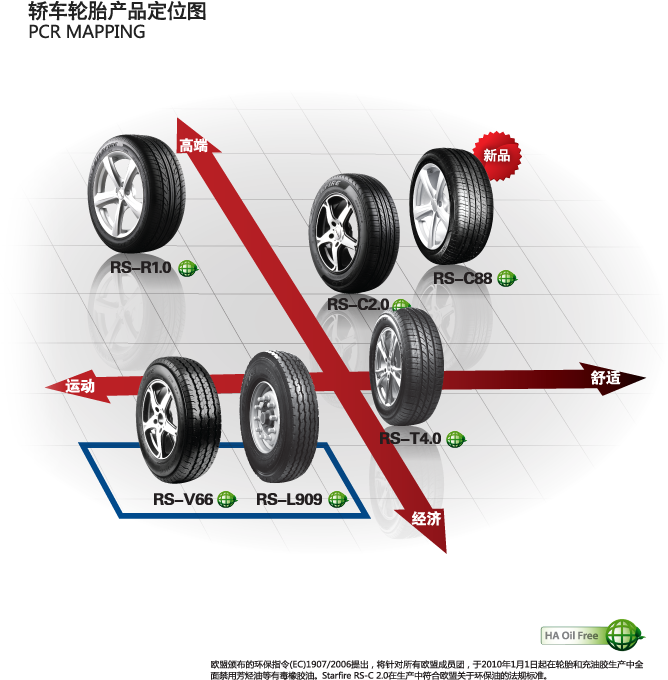 轿车轮胎产品定位图
PCR MAPPING
高端
新品
RS-R1.0
RS-C88
RS-C2.0
运动
舒适
RS-T4.0
RS-V66
RS-L909
经济
HA Oil Free
欧盟颁布的环保指令(EC)1907/2006提出，将针对所有欧盟成员团，于2010年1月1日起在轮胎和充油胶生产中全
面禁用芳烃油等有毒橡胶油。Starfire RS-C 2.0在生产中符合欧盟关于环保油的法规标准。